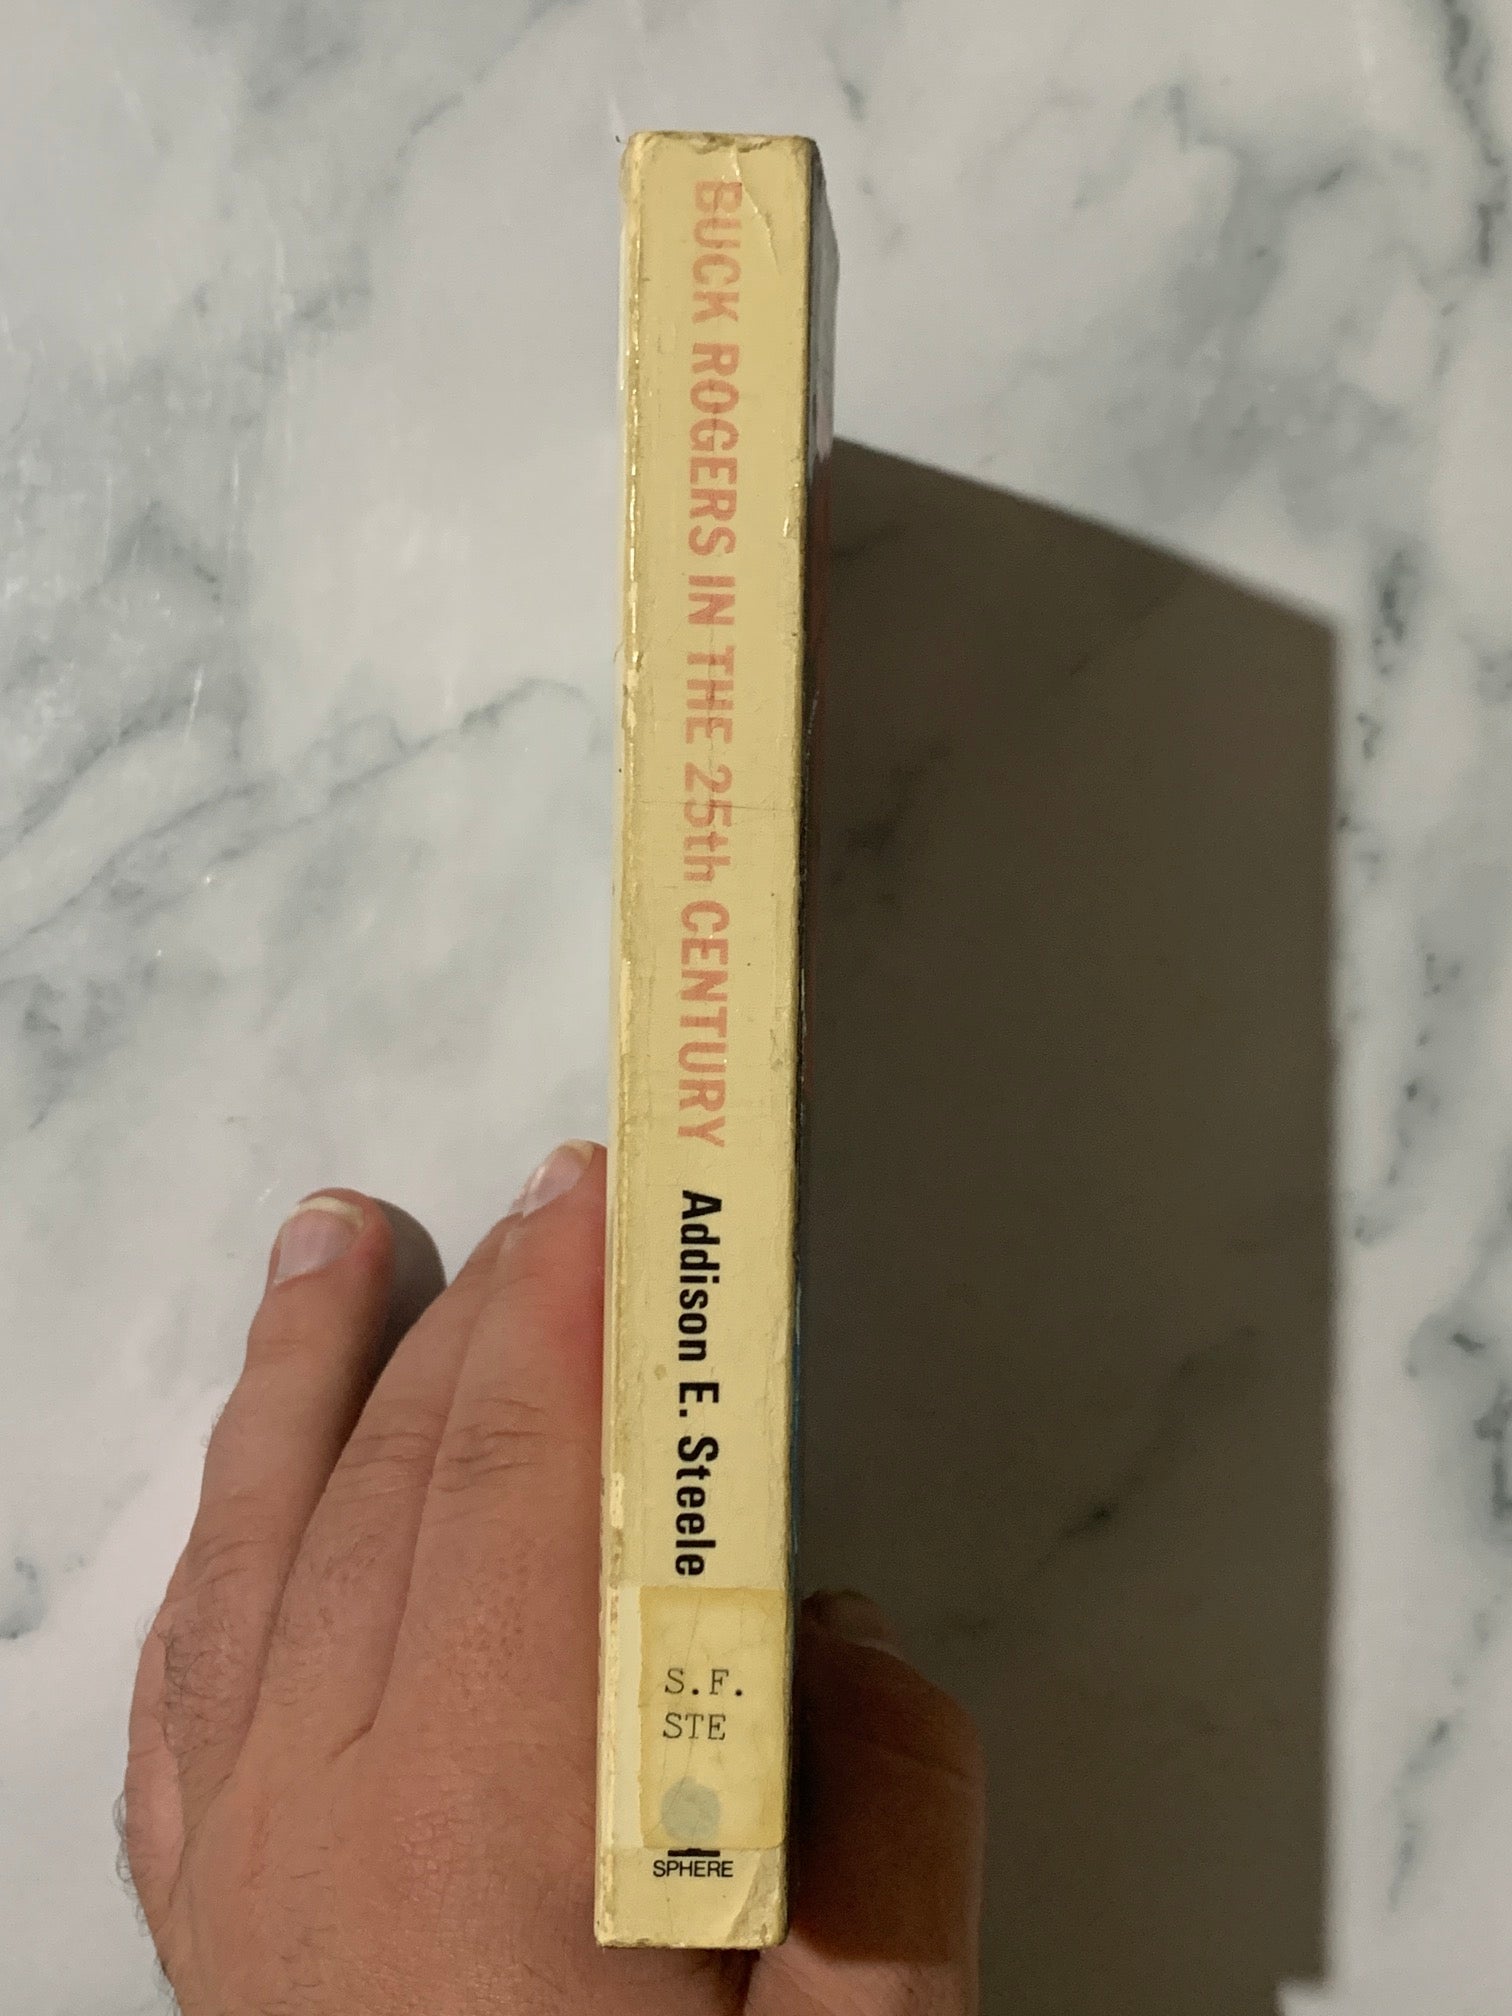 BUCK ROGERS IN THE 25th CENTURY Addison E. Steele
S.F.
STE
SPHERE